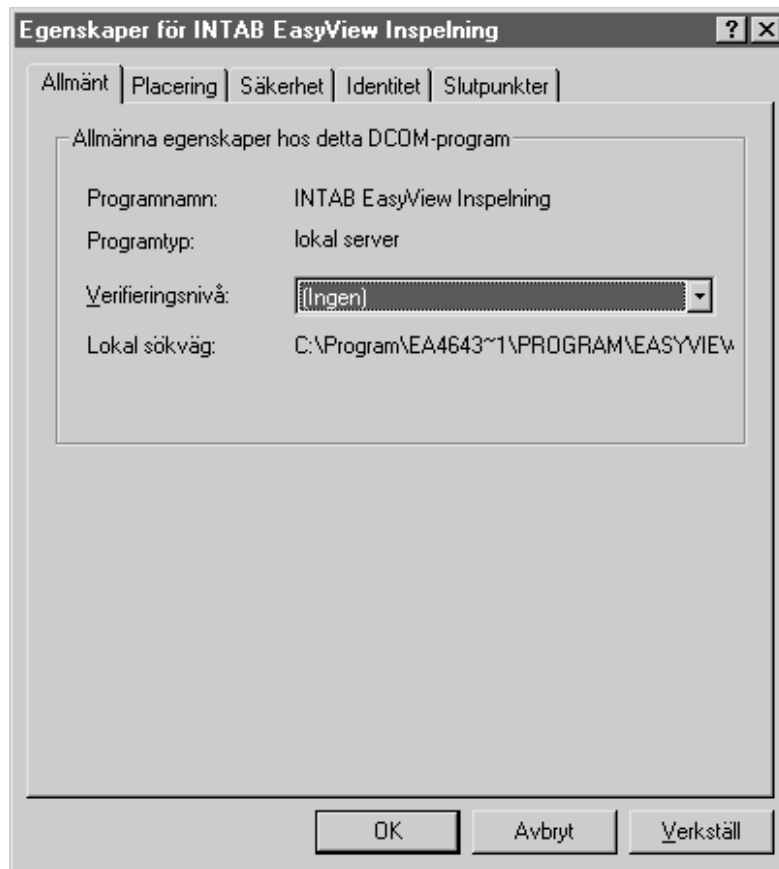 Egenskaper för INTAB EasyView Inspelning
Allmänt Placering Säkerhet Identitet Slutpunkter
Allmänna egenskaper hos detta DCOM-program
Programnamn: INTAB EasyView Inspelning
Programtyp: lokal server
Verifieringsnivå: (Ingen)
Lokal sökväg: C:\Program\EA4643~1\PROGRAM\EASYVIEW
OK Avbryt Verkställ